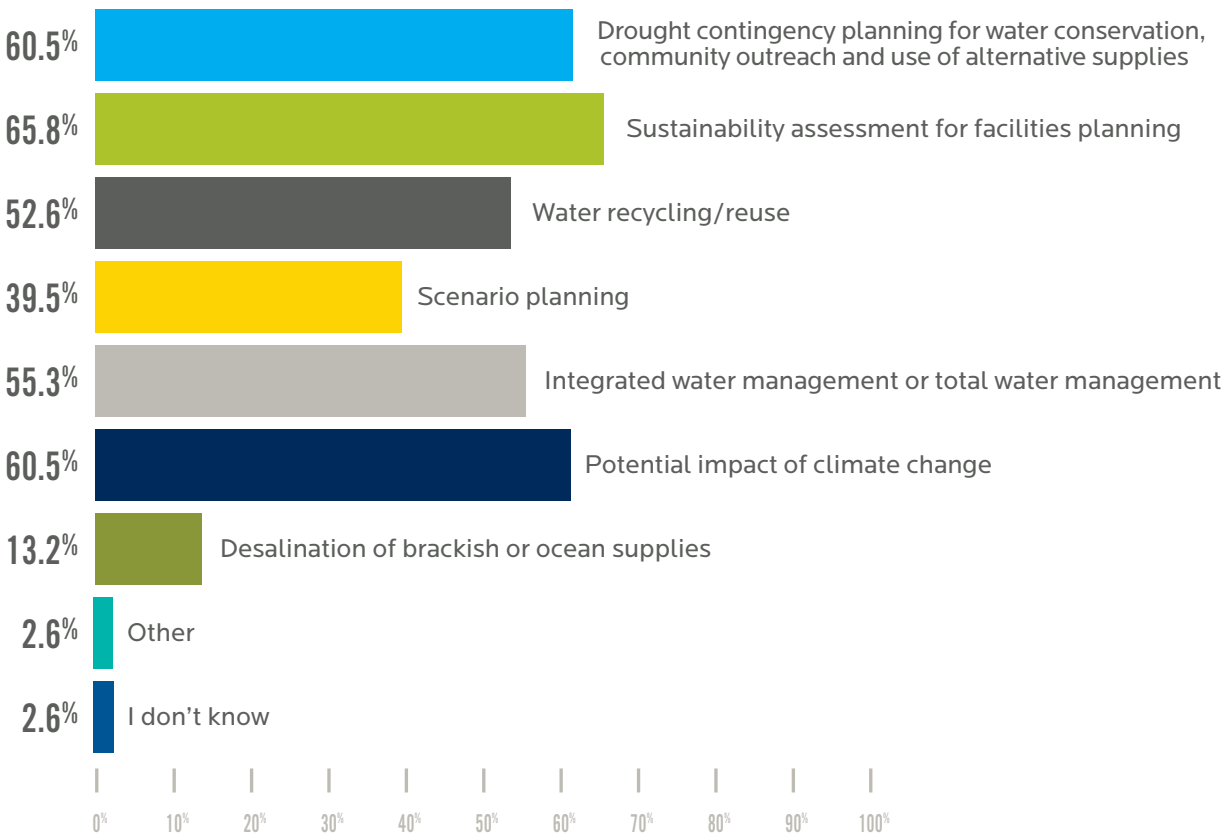 60.5%
Drought contingency planning for water conservation,
community outreach and use of alternative supplies
65.8%
Sustainability assessment for facilities planning
52.6%
Water recycling/reuse
39.5%
Scenario planning
55.3%
Integrated water management or total water management
60.5%
Potential impact of climate change
13.2%
Desalination of brackish or ocean supplies
2.6%
Other
2.6%
I don’t know
0% 10% 20% 30% 40% 50% 60% 70% 80% 90% 100%